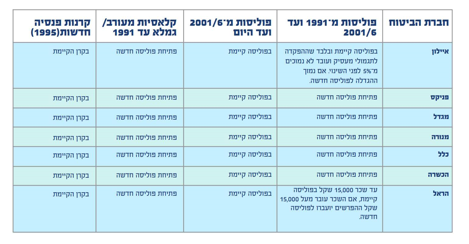 חברת הביטוח
פוליסות מ־1991 ועד
2001/6
פוליסות מ־2001/6
ועד היום
קלאסיות מעורב/
גמלא עד 1991
קרנות פנסיה
חדשות(1995)
איילון
בפוליסה קיימת ובלבד שההפקדה
לתגמולי מעסיק ועובד לא נמוכים
מ־5% לפני השינוי. אם נמוך
ההגדלה לפוליסה חדשה.
בפוליסה קיימת
פתיחת פוליסה חדשה
בקרן הקיימת
פניקס
פתיחת פוליסה חדשה
בפוליסה קיימת
פתיחת פוליסה חדשה
בקרן הקיימת
מגדל
פתיחת פוליסה חדשה
בפוליסה קיימת
פתיחת פוליסה חדשה
בקרן הקיימת
מנורה
פתיחת פוליסה חדשה
בפוליסה קיימת
פתיחת פוליסה חדשה
בקרן הקיימת
כלל
פתיחת פוליסה חדשה
בפוליסה קיימת
פתיחת פוליסה חדשה
בקרן הקיימת
הכשרה
פתיחת פוליסה חדשה
בפוליסה קיימת
פתיחת פוליסה חדשה
בקרן הקיימת
הראל
עד שכר 15,000 שקל בפוליסה
קיימת, אם השכר עובר מעל 15,000
שקל ההפרשים יועברו לפוליסה
חדשה.
בפוליסה קיימת
פתיחת פוליסה חדשה
בקרן הקיימת